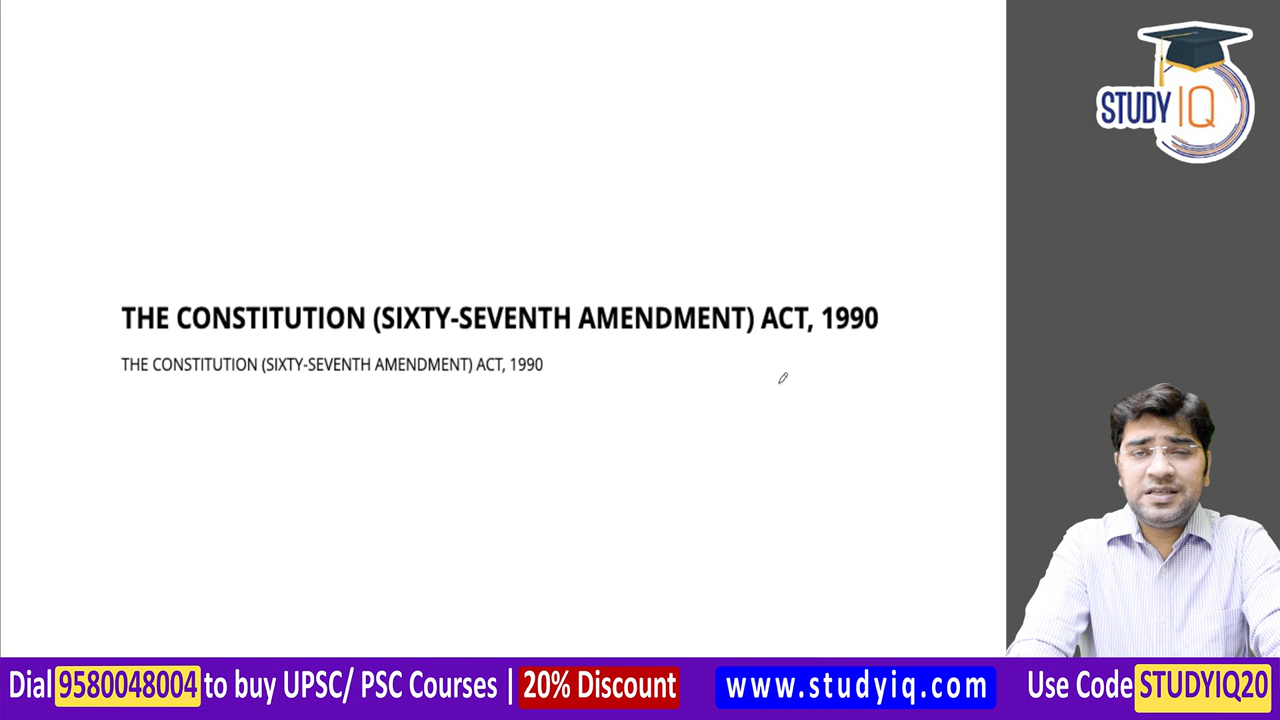 STUDY IQ
THE CONSTITUTION (SIXTY-SEVENTH AMENDMENT) ACT, 1990
THE CONSTITUTION (SIXTY-SEVENTH AMENDMENT) ACT, 1990
Dial 9580048004 to buy UPSC/ PSC Courses | 20% Discount www.studyiq.com Use Code STUDYIQ20